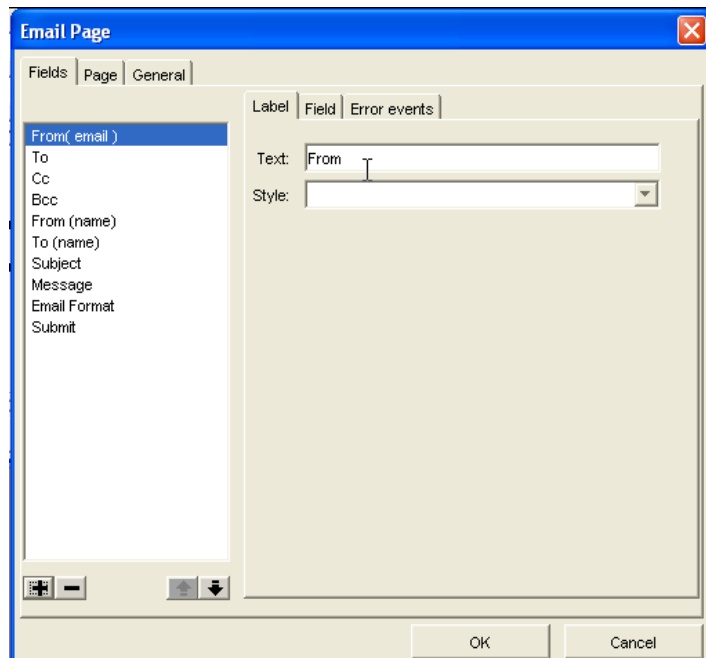 Email Page
Fields Page General
Label Field Error events
From( email )
To
Cc
Bcc
From (name)
To (name)
Subject
Message
Email Format
Submit
Text: From
Style:
OK Cancel